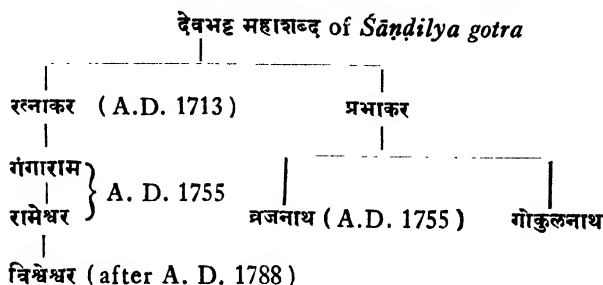 देवभट्ट महाशब्द of Śāṇḍilya gotra
रत्नाकर (A.D. 1713) प्रभाकर
गंगाराम
A. D. 1755
रामेश्वर व्रजनाथ (A.D. 1755) गोकुलनाथ
विश्वेश्वर (after A. D. 1788)